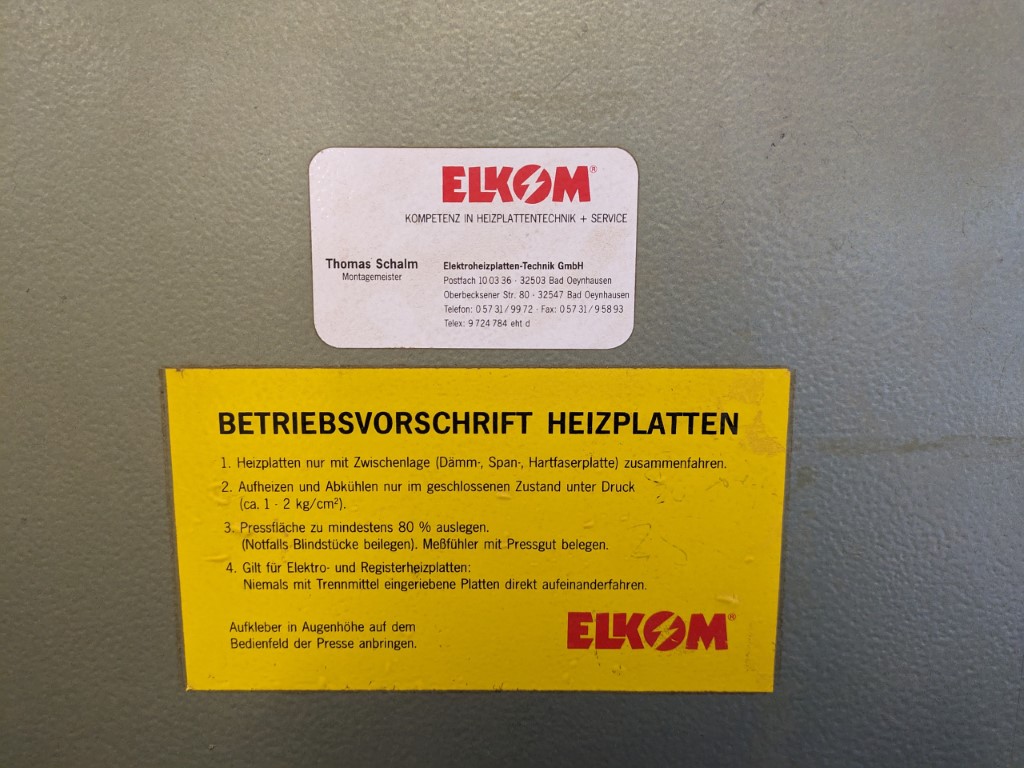 ELKOM®
KOMPETENZ IN HEIZPLATTENTECHNIK + SERVICE
Thomas Schalm
Montagemeister
Elektroheizplatten-Technik GmbH
Postfach 10 03 36 · 32503 Bad Oeynhausen
Oberbecksener Str. 80 · 32547 Bad Oeynhausen
Telefon: 0 57 31 / 99 72 · Fax: 0 57 31 / 9 58 93
Telex: 9 724 784 eht d
BETRIEBSVORSCHRIFT HEIZPLATTEN
1. Heizplatten nur mit Zwischenlage (Dämm-, Span-, Hartfaserplatte) zusammenfahren.
2. Aufheizen und Abkühlen nur im geschlossenen Zustand unter Druck
(ca. 1 - 2 kg/cm²).
3. Pressfläche zu mindestens 80 % auslegen.
(Notfalls Blindstücke beilegen). Meßfühler mit Pressgut belegen.
4. Gilt für Elektro- und Registerheizplatten:
Niemals mit Trennmittel eingeriebene Platten direkt aufeinanderfahren.
Aufkleber in Augenhöhe auf dem
Bedienfeld der Presse anbringen.
ELKOM®